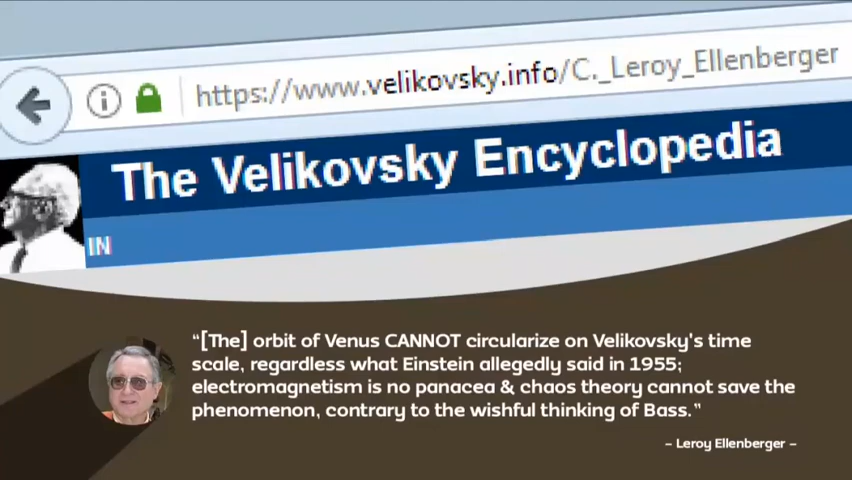 https://www.velikovsky.info/C._Leroy_Ellenberger
The Velikovsky Encyclopedia
IN
“[The] orbit of Venus CANNOT circularize on Velikovsky's time
scale, regardless what Einstein allegedly said in 1955;
electromagnetism is no panacea & chaos theory cannot save the
phenomenon, contrary to the wishful thinking of Bass.”
– Leroy Ellenberger –